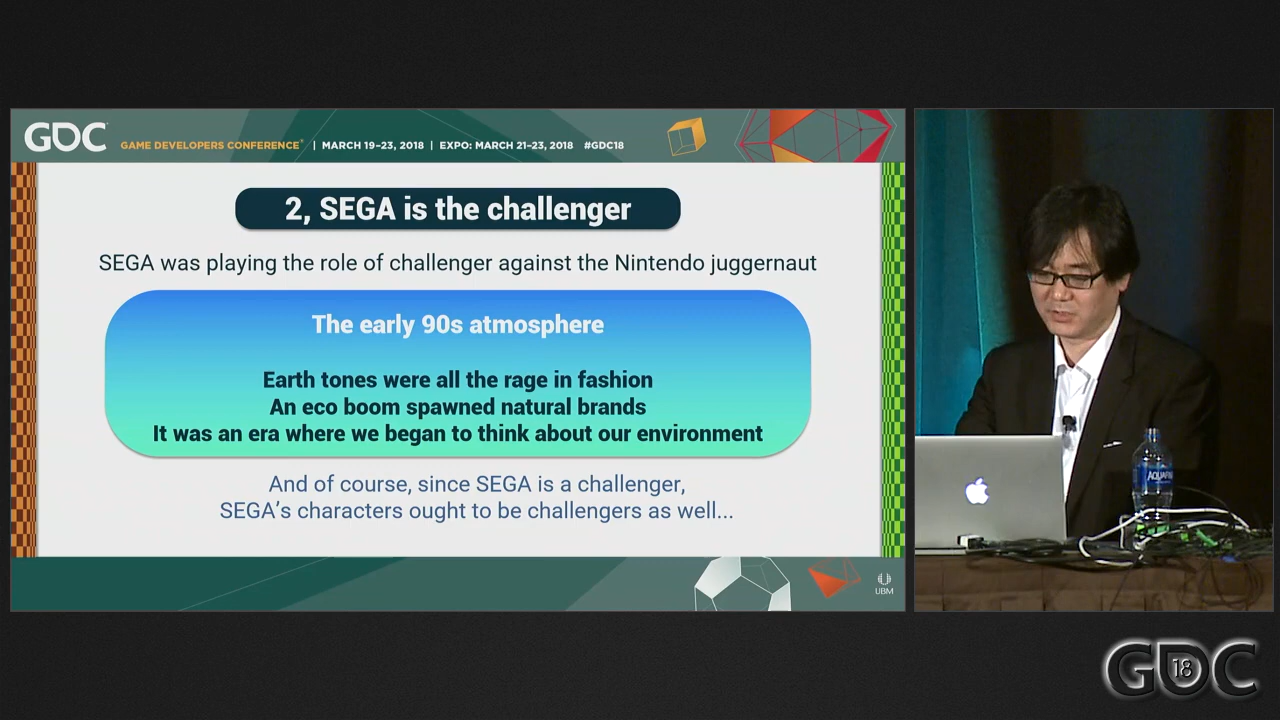 GDC
GAME DEVELOPERS CONFERENCE® | MARCH 19–23, 2018 | EXPO: MARCH 21–23, 2018 #GDC18
2, SEGA is the challenger
SEGA was playing the role of challenger against the Nintendo juggernaut
The early 90s atmosphere
Earth tones were all the rage in fashion
An eco boom spawned natural brands
It was an era where we began to think about our environment
And of course, since SEGA is a challenger,
SEGA’s characters ought to be challengers as well...
UBM
AQUAFINA
GDC 18